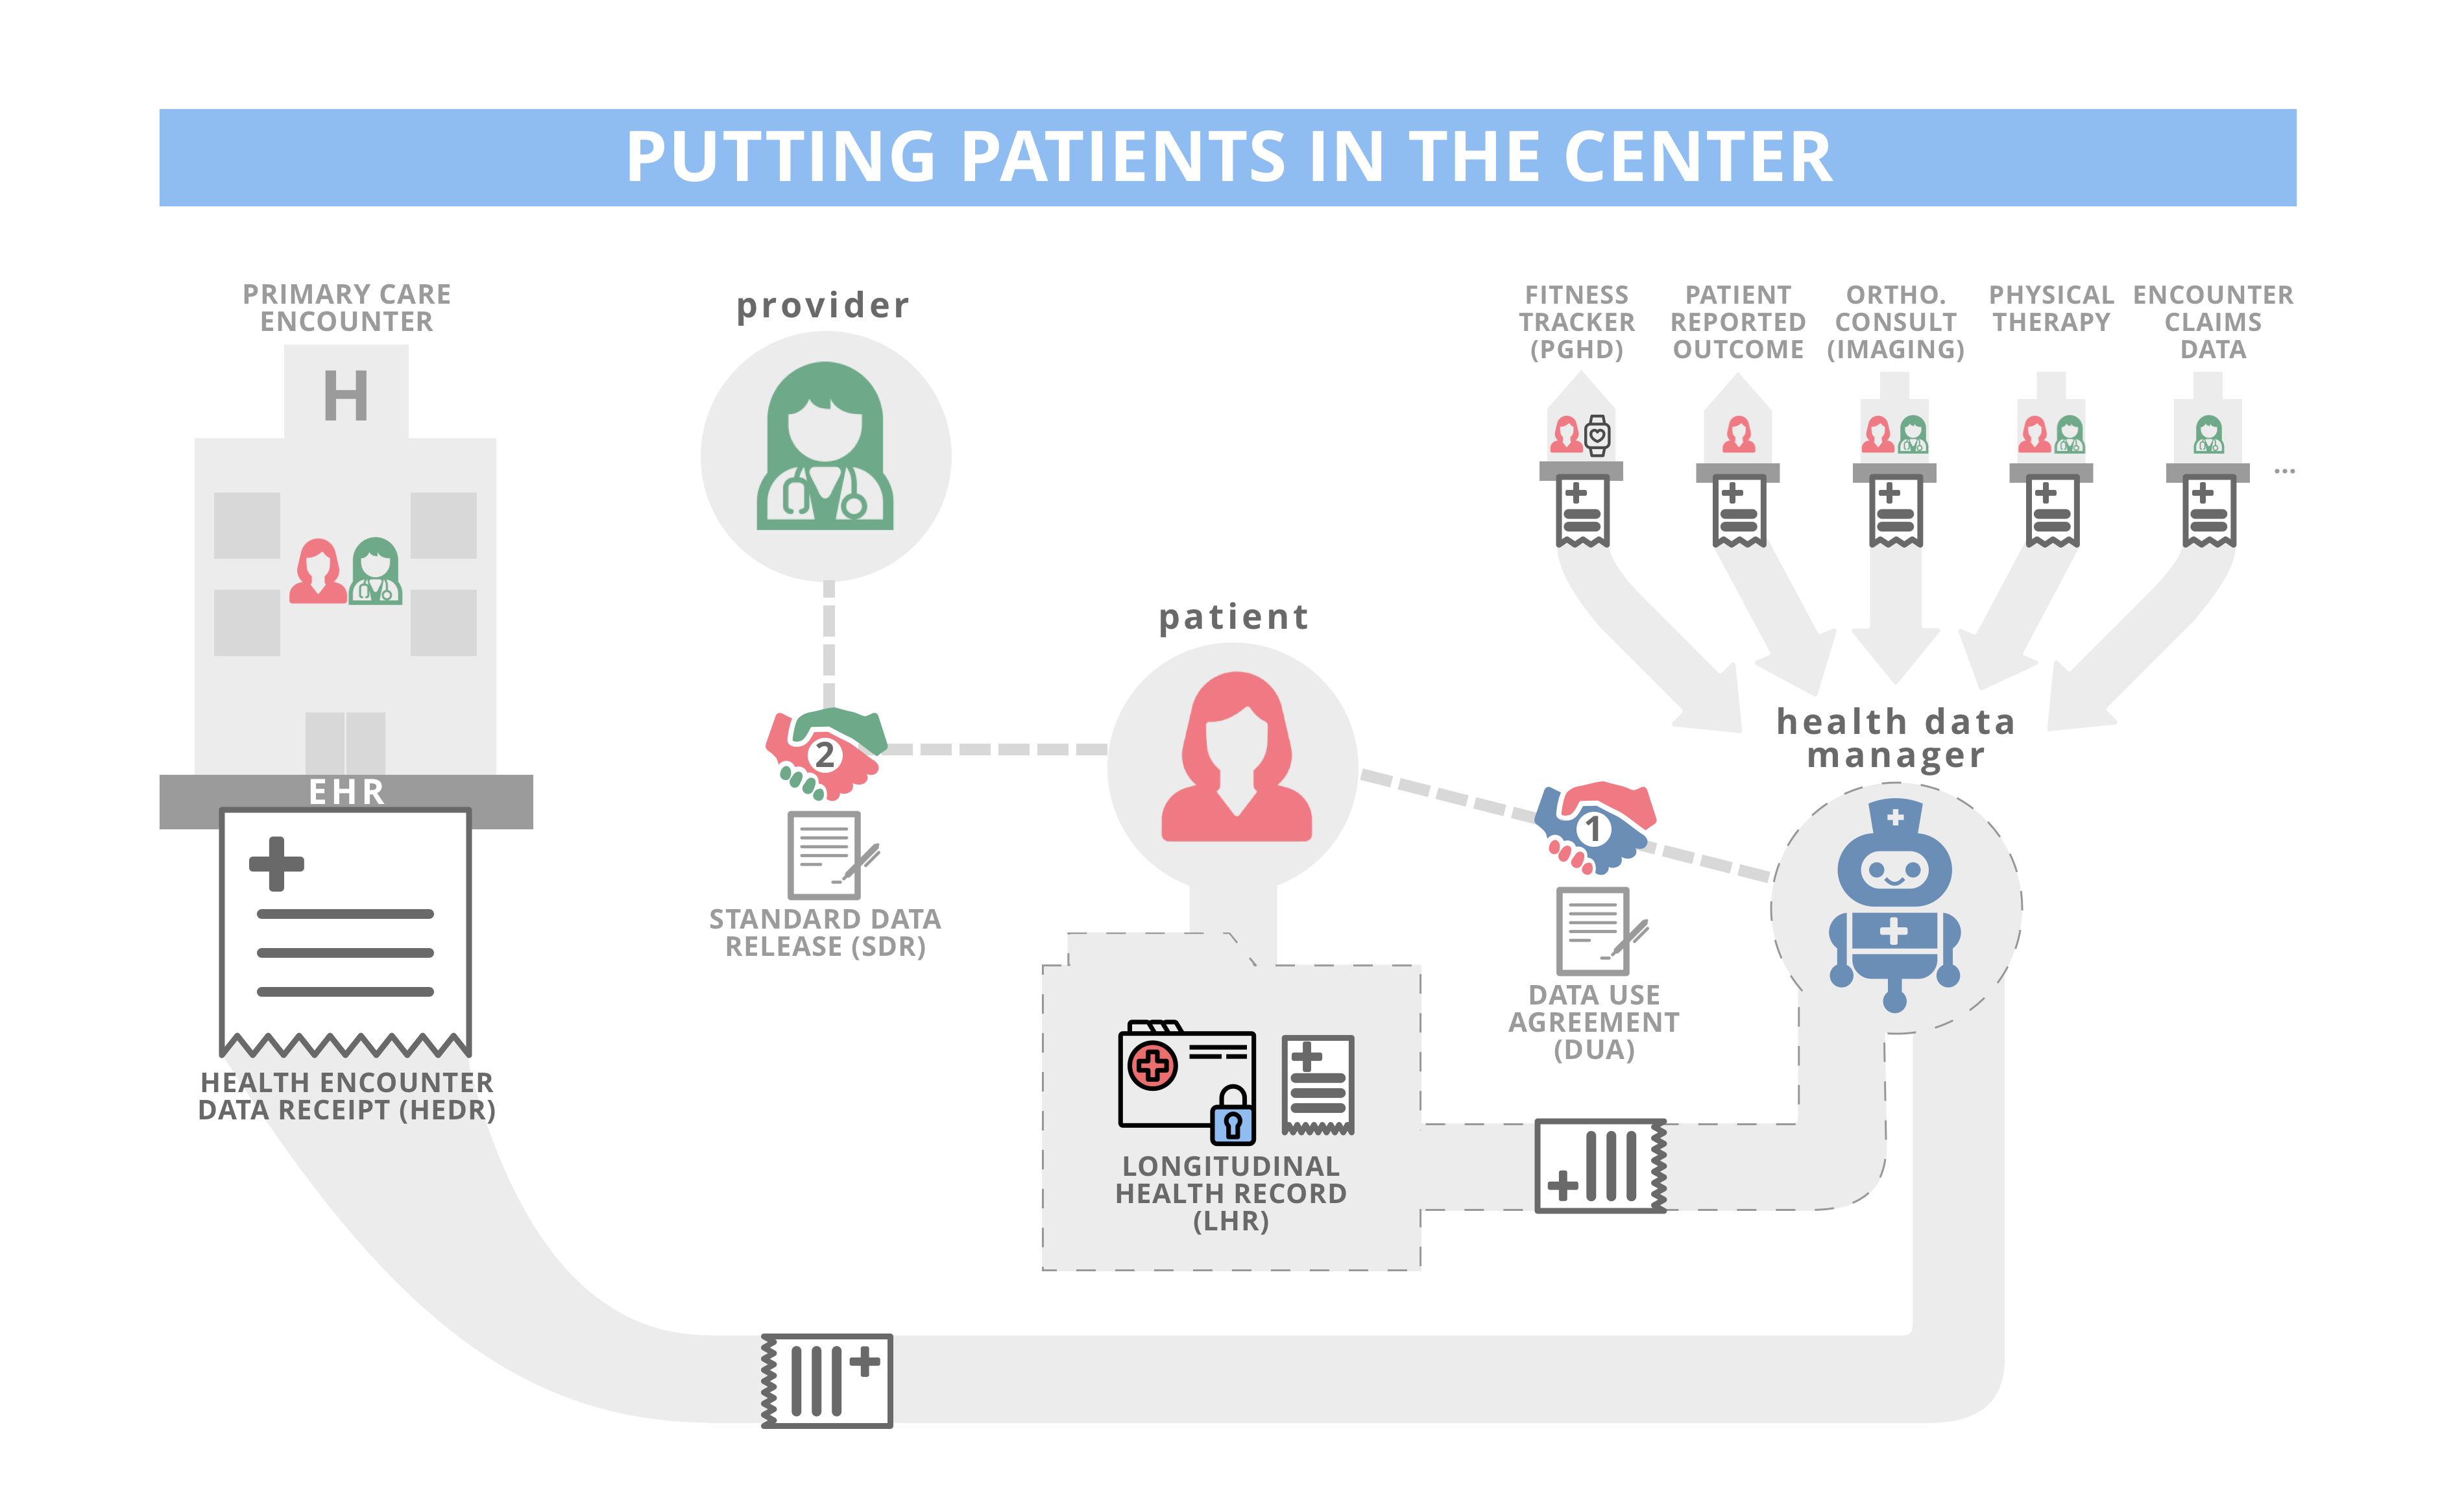 PUTTING PATIENTS IN THE CENTER
PRIMARY CARE
ENCOUNTER
H
EHR
HEALTH ENCOUNTER
DATA RECEIPT (HEDR)
provider
2
STANDARD DATA
RELEASE (SDR)
patient
LONGITUDINAL
HEALTH RECORD
(LHR)
1
DATA USE
AGREEMENT
(DUA)
FITNESS
TRACKER
(PGHD)
PATIENT
REPORTED
OUTCOME
ORTHO.
CONSULT
(IMAGING)
PHYSICAL
THERAPY
ENCOUNTER
CLAIMS
DATA
...
health data
manager